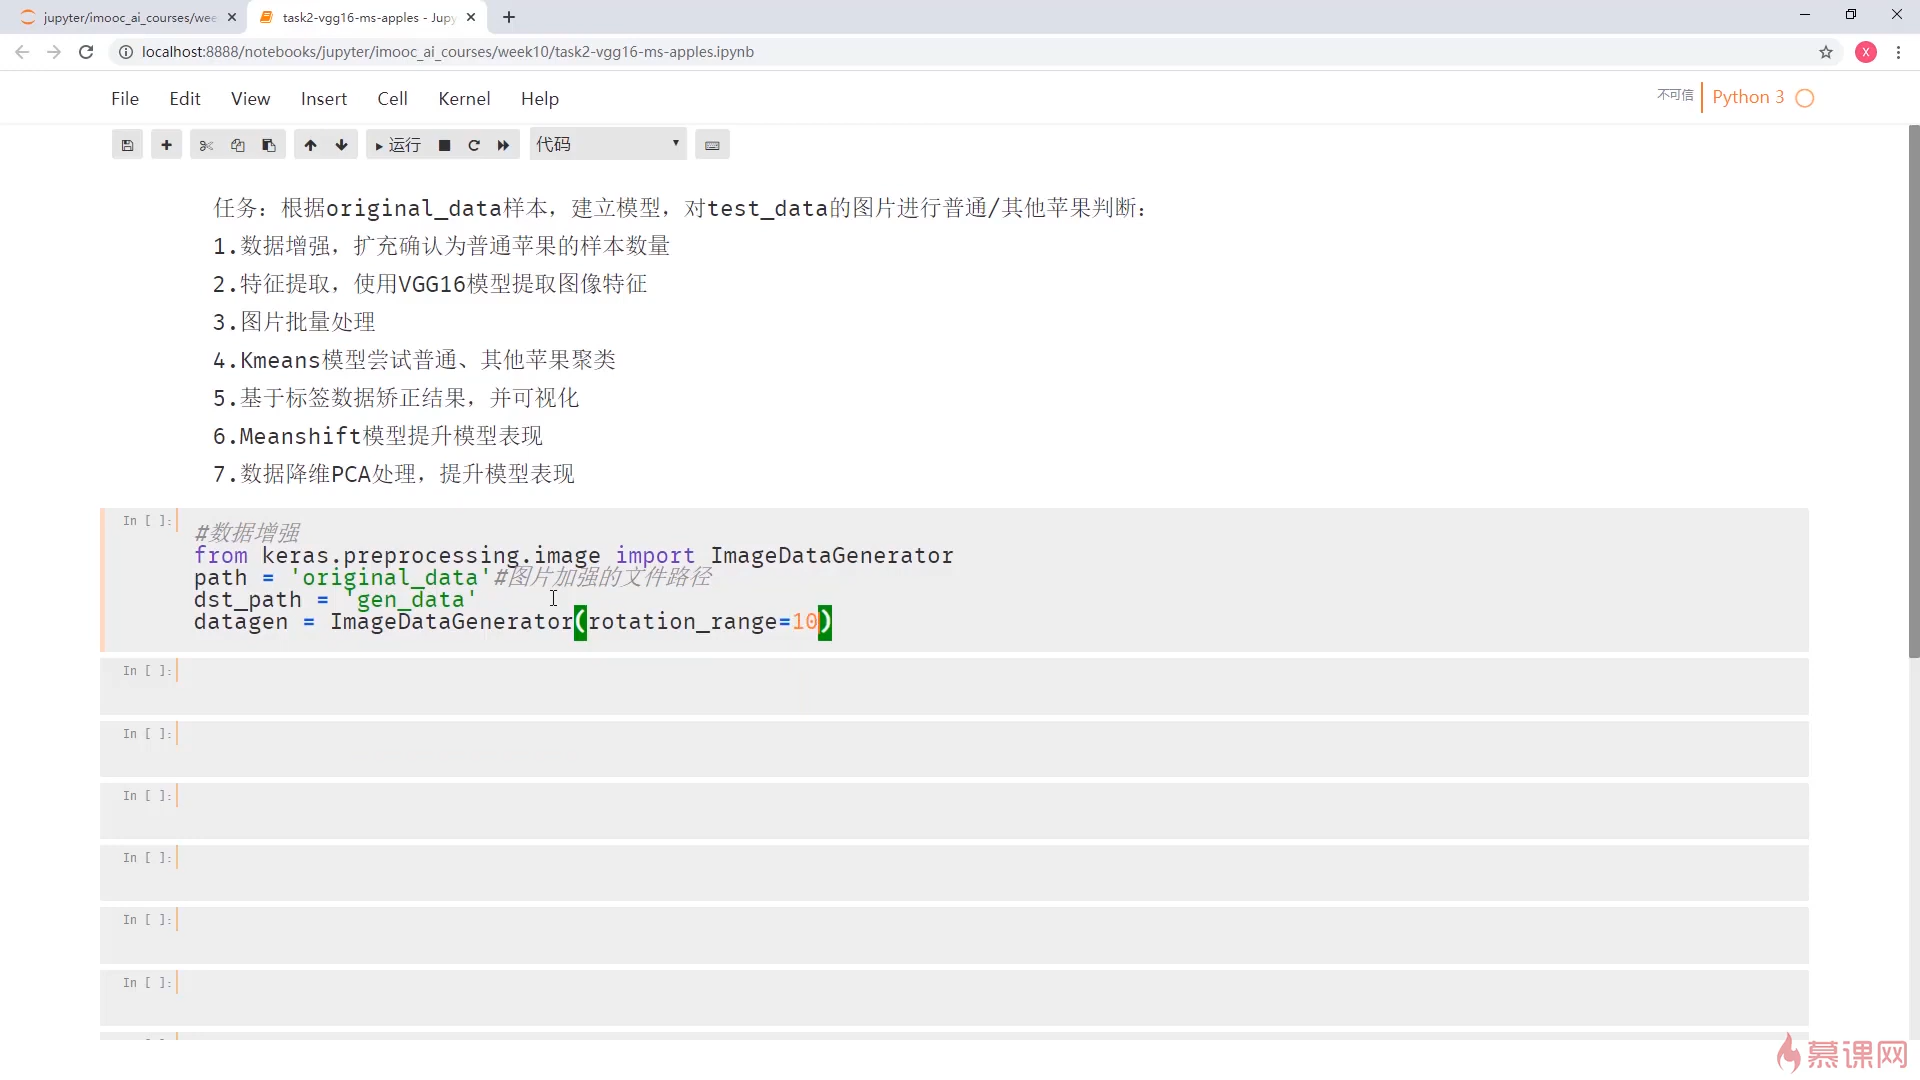 jupyter/imooc_ai_courses/wee
task2-vgg16-ms-apples - Jupy
localhost:8888/notebooks/jupyter/imooc_ai_courses/week10/task2-vgg16-ms-apples.ipynb
X
File Edit View Insert Cell Kernel Help
不可信 Python 3
运行 代码
任务：根据original_data样本，建立模型，对test_data的图片进行普通/其他苹果判断：
1.数据增强，扩充确认为普通苹果的样本数量
2.特征提取，使用VGG16模型提取图像特征
3.图片批量处理
4.Kmeans模型尝试普通、其他苹果聚类
5.基于标签数据矫正结果，并可视化
6.Meanshift模型提升模型表现
7.数据降维PCA处理，提升模型表现
In [ ]:
#数据增强
from keras.preprocessing.image import ImageDataGenerator
path = 'original_data'#图片加强的文件路径
dst_path = 'gen_data'
datagen = ImageDataGenerator(rotation_range=10)
In [ ]:
In [ ]:
In [ ]:
In [ ]:
In [ ]:
In [ ]:
慕课网